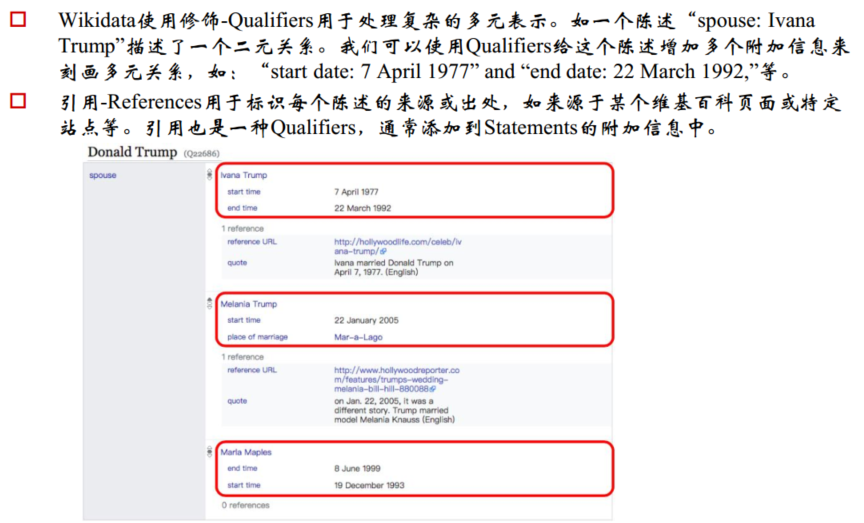 Wikidata使用修饰-Qualifiers用于处理复杂的多元表示。如一个陈述“spouse: Ivana
Trump”描述了一个二元关系。我们可以使用Qualifiers给这个陈述增加多个附加信息来
刻画多元关系，如：“start date: 7 April 1977” and “end date: 22 March 1992,”等。
引用-References用于标识每个陈述的来源或出处，如来源于某个维基百科页面或特定
站点等。引用也是一种Qualifiers，通常添加到Statements的附加信息中。
Donald Trump (Q22686)
spouse
Ivana Trump
start time 7 April 1977
end time 22 March 1992
1 reference
reference URL http://hollywoodlife.com/celeb/iv
ana-trump/
quote Ivana married Donald Trump on
April 7, 1977. (English)
Melania Trump
start time 22 January 2005
place of marriage Mar-a-Lago
1 reference
reference URL http://www.hollywoodreporter.co
m/features/trumps-wedding-
melania-bill-hill-880088
quote on Jan. 22, 2005, it was a
different story. Trump married
model Melania Knauss (English)
Marla Maples
end time 8 June 1999
start time 19 December 1993
0 references